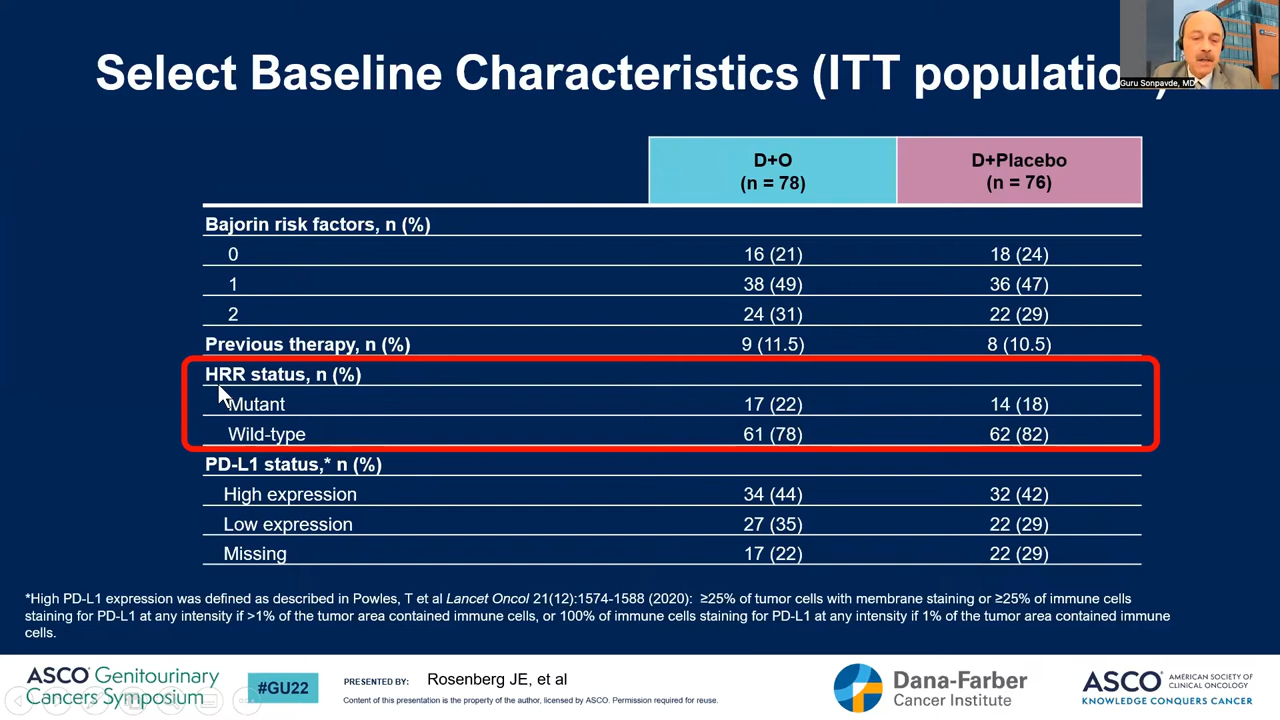 Select Baseline Characteristics (ITT population)
Guru Sonpavde, MD
D+O
(n = 78)
D+Placebo
(n = 76)
Bajorin risk factors, n (%)
0 16 (21) 18 (24)
1 38 (49) 36 (47)
2 24 (31) 22 (29)
Previous therapy, n (%) 9 (11.5) 8 (10.5)
HRR status, n (%)
Mutant 17 (22) 14 (18)
Wild-type 61 (78) 62 (82)
PD-L1 status,* n (%)
High expression 34 (44) 32 (42)
Low expression 27 (35) 22 (29)
Missing 17 (22) 22 (29)
*High PD-L1 expression was defined as described in Powles, T et al Lancet Oncol 21(12):1574-1588 (2020): ≥25% of tumor cells with membrane staining or ≥25% of immune cells
staining for PD-L1 at any intensity if >1% of the tumor area contained immune cells, or 100% of immune cells staining for PD-L1 at any intensity if 1% of the tumor area contained immune
cells.
ASCO Genitourinary
Cancers Symposium
#GU22
PRESENTED BY: Rosenberg JE, et al
Content of this presentation is the property of the author, licensed by ASCO. Permission required for reuse.
Dana-Farber
Cancer Institute
ASCO AMERICAN SOCIETY OF
CLINICAL ONCOLOGY
KNOWLEDGE CONQUERS CANCER